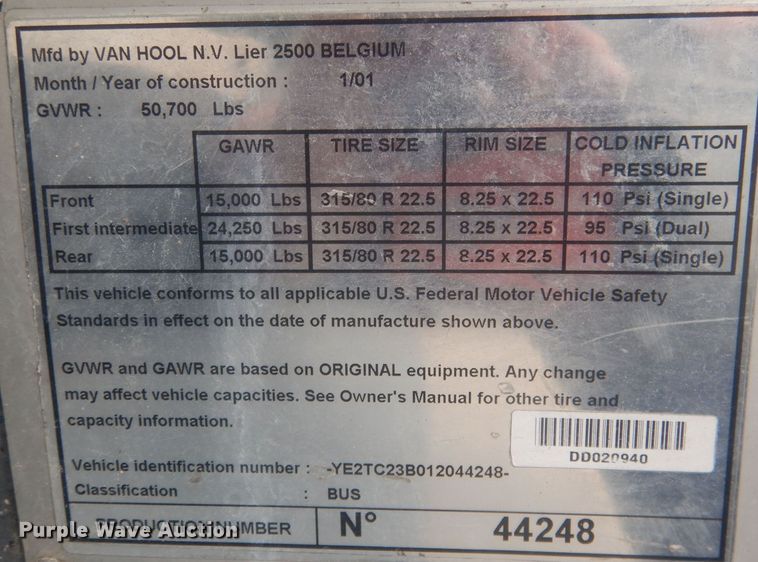 Mfd by VAN HOOL N.V. Lier 2500 BELGIUM
Month / Year of construction : 1/01
GVWR : 50,700 Lbs
GAWR TIRE SIZE RIM SIZE COLD INFLATION PRESSURE
Front 15,000 Lbs 315/80 R 22.5 8.25 x 22.5 110 Psi (Single)
First intermediate 24,250 Lbs 315/80 R 22.5 8.25 x 22.5 95 Psi (Dual)
Rear 15,000 Lbs 315/80 R 22.5 8.25 x 22.5 110 Psi (Single)
This vehicle conforms to all applicable U.S. Federal Motor Vehicle Safety
Standards in effect on the date of manufacture shown above.
GVWR and GAWR are based on ORIGINAL equipment. Any change
may affect vehicle capacities. See Owner's Manual for other tire and
capacity information.
DD020940
Vehicle identification number : -YE2TC23B012044248-
Classification : BUS
PRODUCTION NUMBER N° 44248
Purple Wave Auction